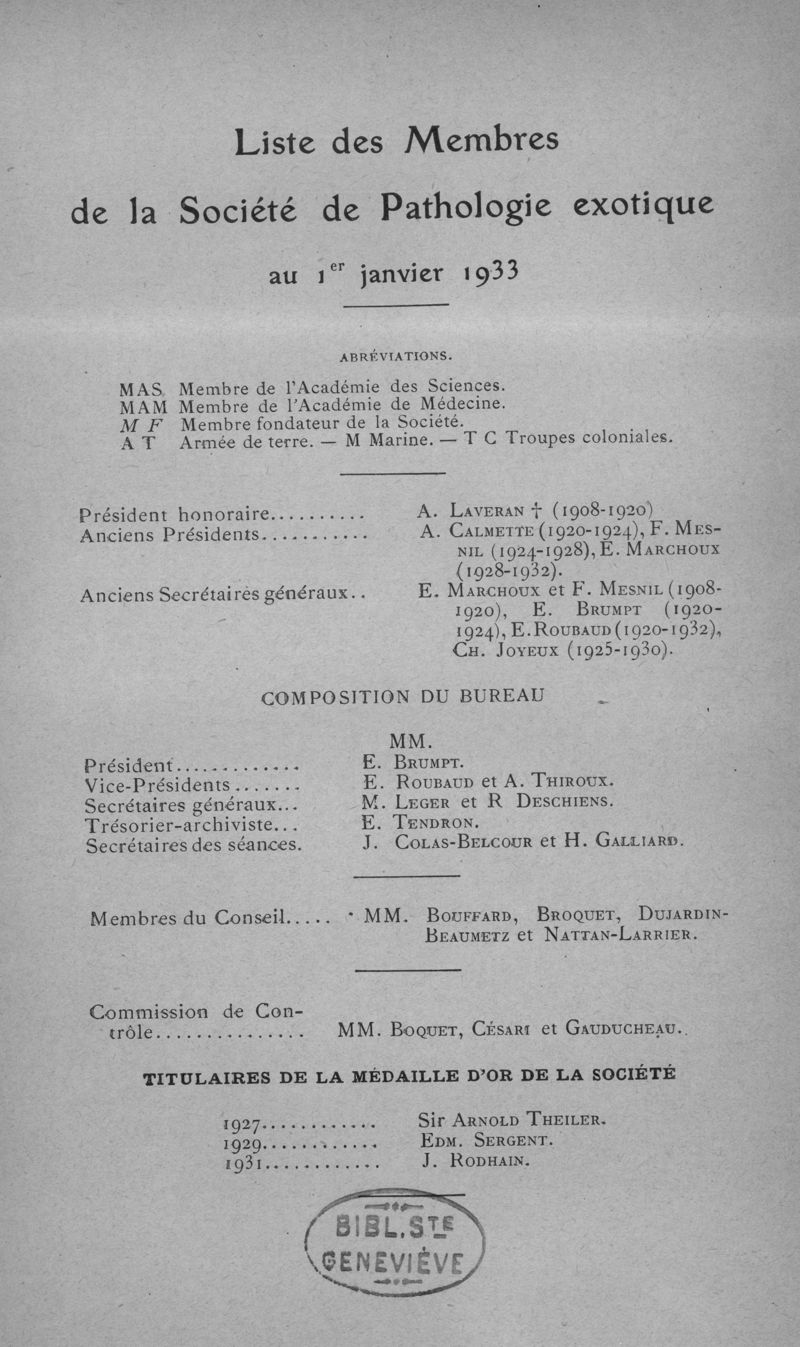 Liste des Membres
de la Société de Pathologie exotique
au 1er janvier 1933
ABRÉVIATIONS.
MAS Membre de l'Académie des Sciences.
MAM Membre de l'Académie de Médecine.
M F Membre fondateur de la Société.
A T Armée de terre. — M Marine. — T C Troupes coloniales.
Président honoraire.......... A. LAVERAN † (1908-1920)
Anciens Présidents............ A. CALMETTE (1920-1924), F. MES-
NIL (1924-1928), E. MARCHOUX
(1928-1932).
Anciens Secrétaires généraux.. E. MARCHOUX et F. MESNIL (1908-
1920), E. BRUMPT (1920-
1924), E. ROUBAUD (1920-1932),
CH. JOYEUX (1925-1930).
COMPOSITION DU BUREAU
MM.
Président.............. E. BRUMPT.
Vice-Présidents ....... E. ROUBAUD et A. THIROUX.
Secrétaires généraux... M. LEGER et R DESCHIENS.
Trésorier-archiviste... E. TENDRON.
Secrétaires des séances. J. COLAS-BELCOUR et H. GALLIARD.
Membres du Conseil..... MM. BOUFFARD, BROQUET, DUJARDIN-
BEAUMETZ et NATTAN-LARRIER.
Commission de Con-
trôle............... MM. BOQUET, CÉSARI et GAUDUCHEAU.
TITULAIRES DE LA MÉDAILLE D'OR DE LA SOCIÉTÉ
1927............ Sir ARNOLD THEILER.
1929............ EDM. SERGENT.
1931............ J. RODHAIN.
BIBL. STE
GENEVIÈVE